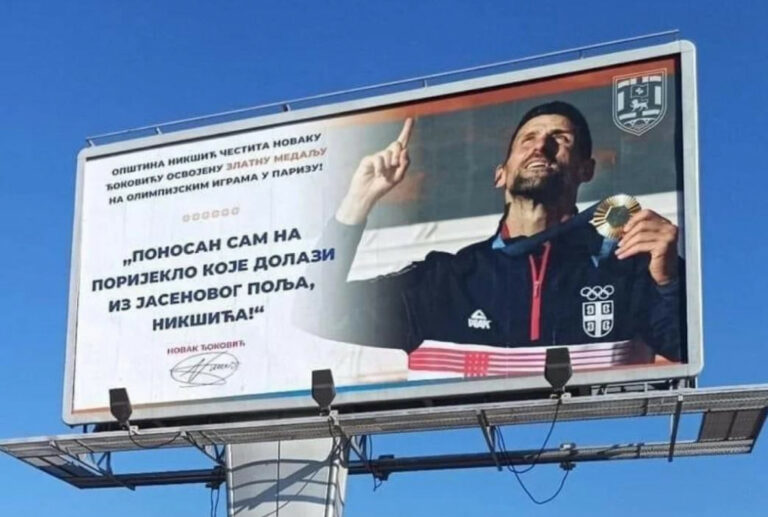 ОПШТИНА НИКШИЋ ЧЕСТИТА НОВАКУ
ЂОКОВИЋУ ОСВОЈЕНУ ЗЛАТНУ МЕДАЉУ
НА ОЛИМПИЈСКИМ ИГРАМА У ПАРИЗУ!
„ПОНОСАН САМ НА
ПОРИЈЕКЛО КОЈЕ ДОЛАЗИ
ИЗ ЈАСЕНОВОГ ПОЉА,
НИКШИЋА!“
НОВАК ЂОКОВИЋ
PEAK